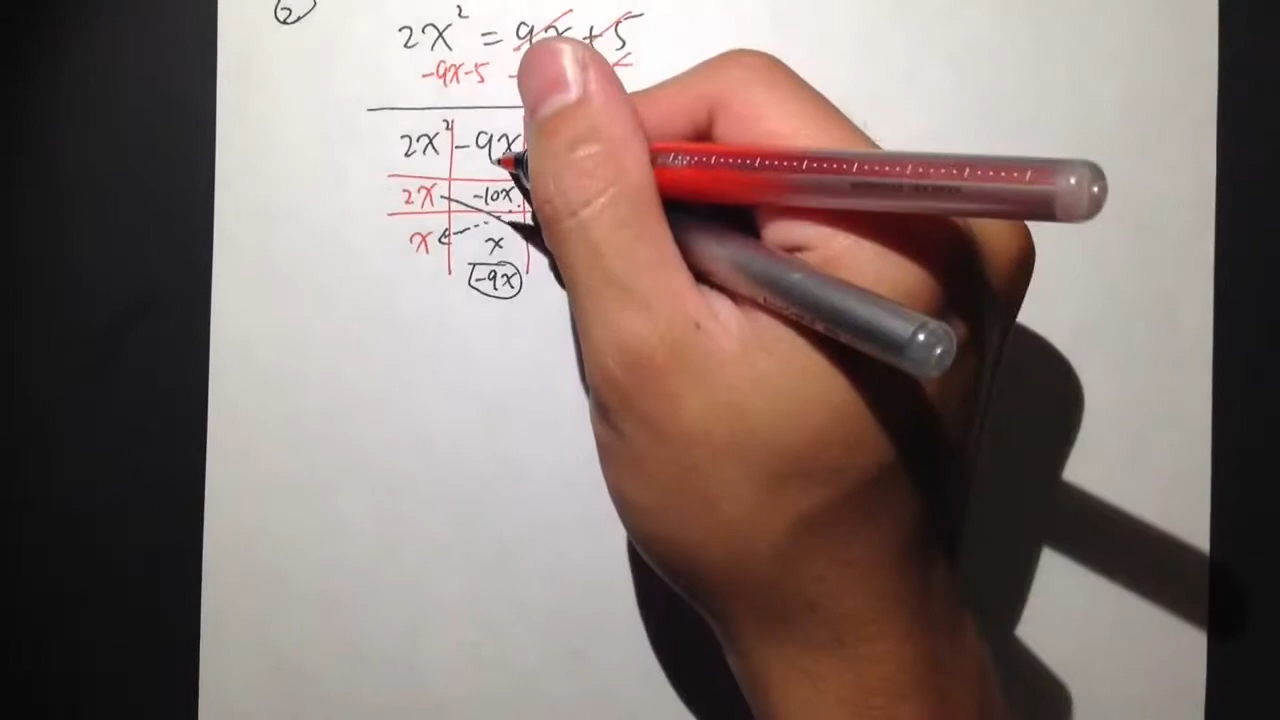 2
2x² = 9x + 5
-9x-5 -
2x² - 9x
2x -10x
x x
-9x